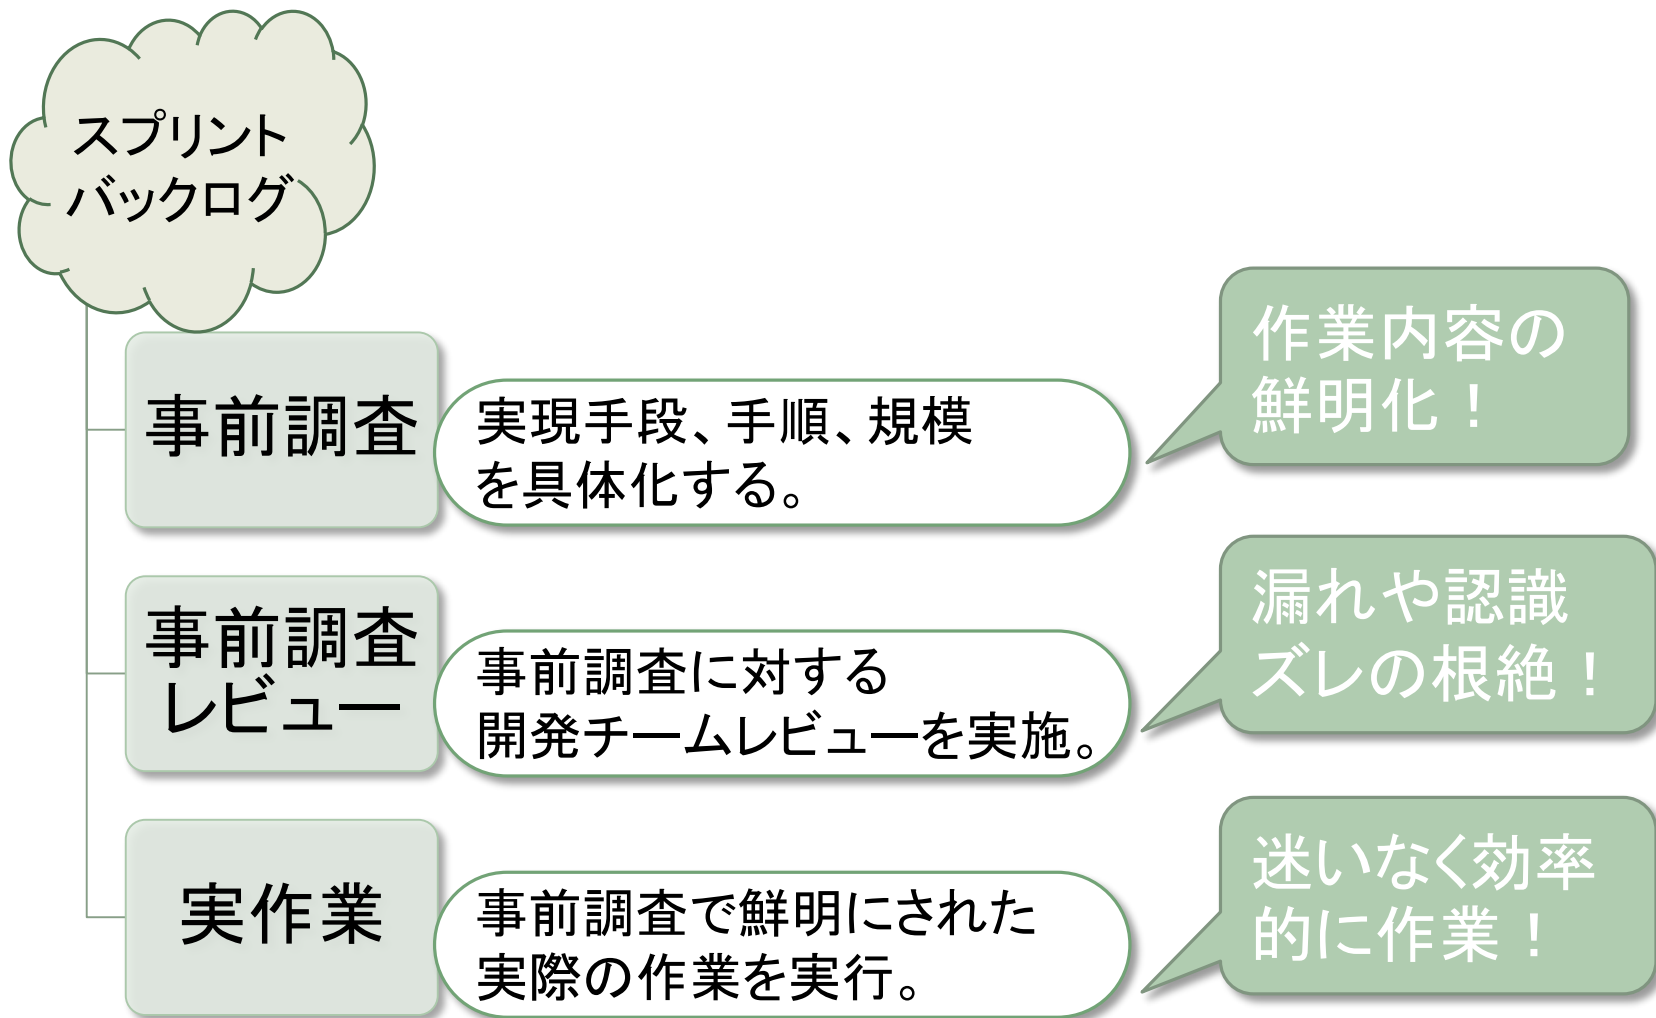 スプリント
バックログ
事前調査
実現手段、手順、規模
を具体化する。
作業内容の
鮮明化！
事前調査
レビュー
事前調査に対する
開発チームレビューを実施。
漏れや認識
ズレの根絶！
実作業
事前調査で鮮明にされた
実際の作業を実行。
迷いなく効率
的に作業！